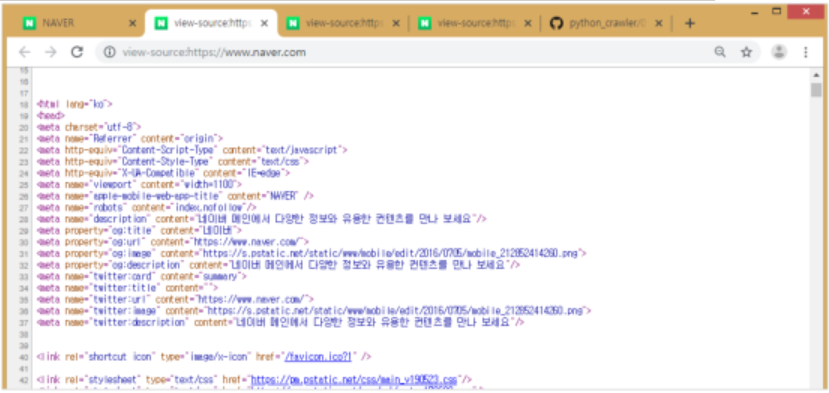 NAVER
view-source:http
view-source:http
view-source:http
python_crawler/
view-source:https://www.naver.com
15
16
17
18 <html lang="ko">
19 <head>
20 <meta charset="utf-8">
21 <meta name="Referrer" content="origin">
22 <meta http-equiv="Content-Script-Type" content="text/javascript">
23 <meta http-equiv="Content-Style-Type" content="text/css">
24 <meta http-equiv="X-UA-Compatible" content="IE=edge">
25 <meta name="viewport" content="width=1100">
26 <meta name="apple-mobile-web-app-title" content="NAVER" />
27 <meta name="robots" content="index,nofollow"/>
28 <meta name="description" content="네이버 메인에서 다양한 정보와 유용한 컨텐츠를 만나 보세요"/>
29 <meta property="og:title" content="네이버">
30 <meta property="og:url" content="https://www.naver.com/">
31 <meta property="og:image" content="https://s.pstatic.net/static/www/mobile/edit/2016/0705/mobile_212852414260.png">
32 <meta property="og:description" content="네이버 메인에서 다양한 정보와 유용한 컨텐츠를 만나 보세요"/>
33 <meta name="twitter:card" content="summary">
34 <meta name="twitter:title" content="">
35 <meta name="twitter:url" content="https://www.naver.com/">
36 <meta name="twitter:image" content="https://s.pstatic.net/static/www/mobile/edit/2016/0705/mobile_212852414260.png">
37 <meta name="twitter:description" content="네이버 메인에서 다양한 정보와 유용한 컨텐츠를 만나 보세요"/>
38
39
40 <link rel="shortcut icon" type="image/x-icon" href="/favicon.ico?1" />
41
42 <link rel="stylesheet" type="text/css" href="https://pm.pstatic.net/css/main_v190523.css"/>